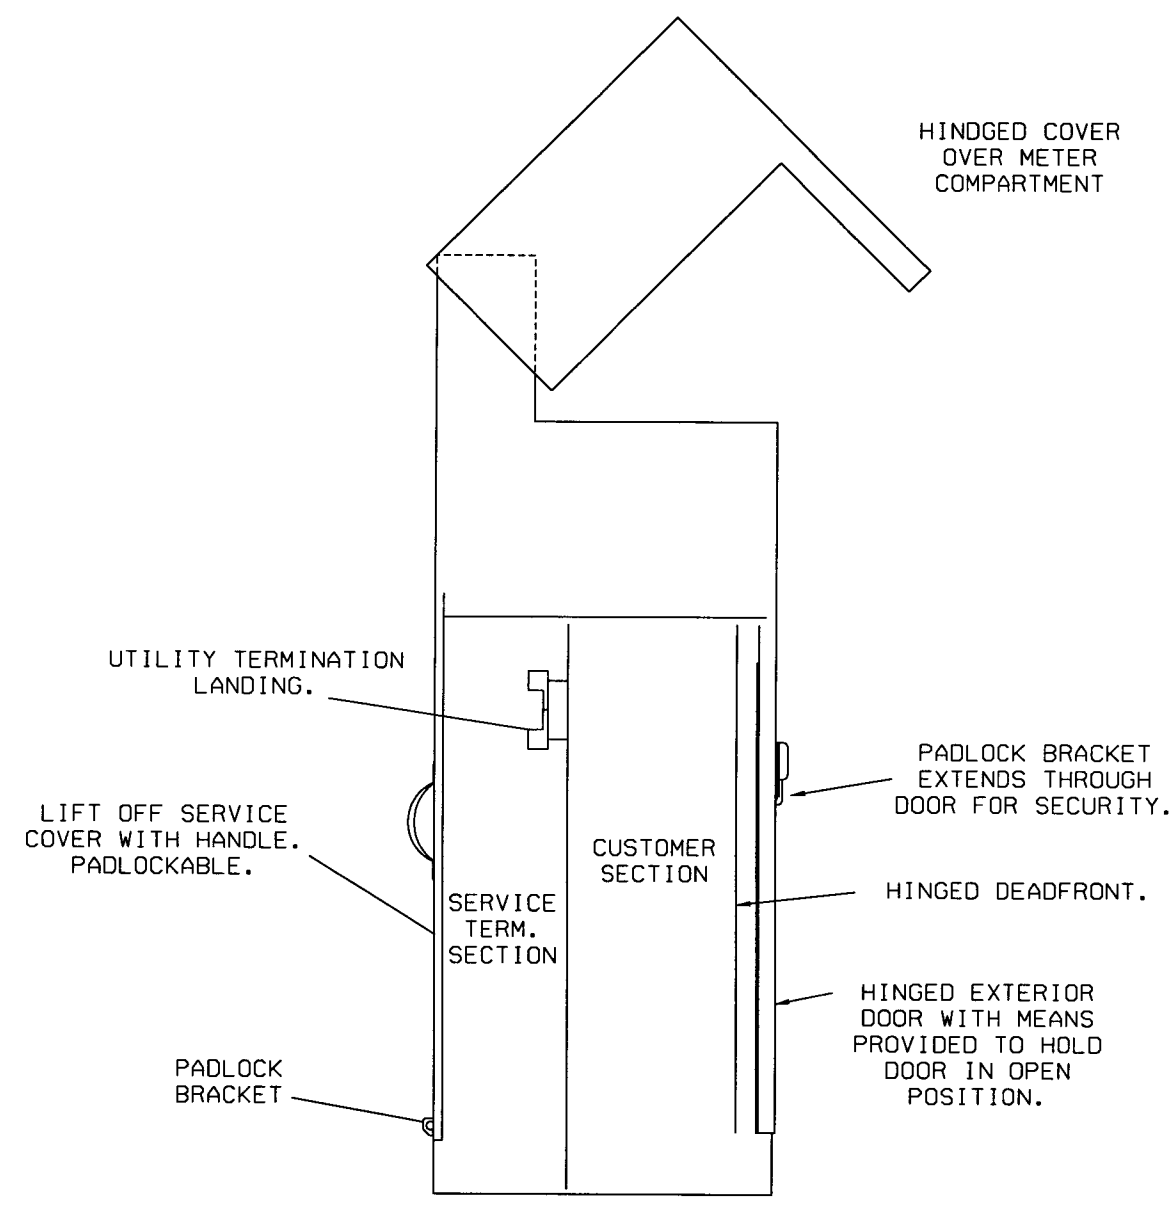 HINDGED COVER
OVER METER
COMPARTMENT
UTILITY TERMINATION
LANDING.
PADLOCK BRACKET
EXTENDS THROUGH
DOOR FOR SECURITY.
LIFT OFF SERVICE
COVER WITH HANDLE.
PADLOCKABLE.
CUSTOMER
SECTION
HINGED DEADFRONT.
SERVICE
TERM.
SECTION
HINGED EXTERIOR
DOOR WITH MEANS
PROVIDED TO HOLD
DOOR IN OPEN
POSITION.
PADLOCK
BRACKET